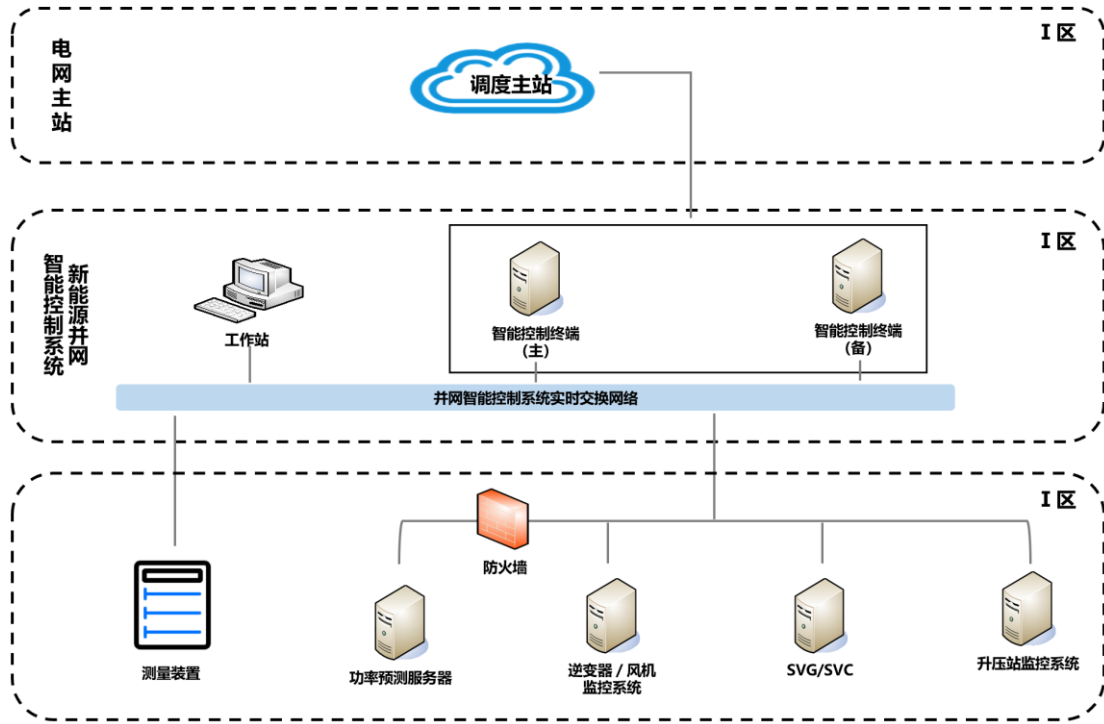 I 区
电网主站
调度主站
I 区
新能源并网
智能控制系统
工作站
智能控制终端
（主）
智能控制终端
（备）
并网智能控制系统实时交换网络
I 区
防火墙
测量装置
功率预测服务器
逆变器 / 风机
监控系统
SVG/SVC
升压站监控系统